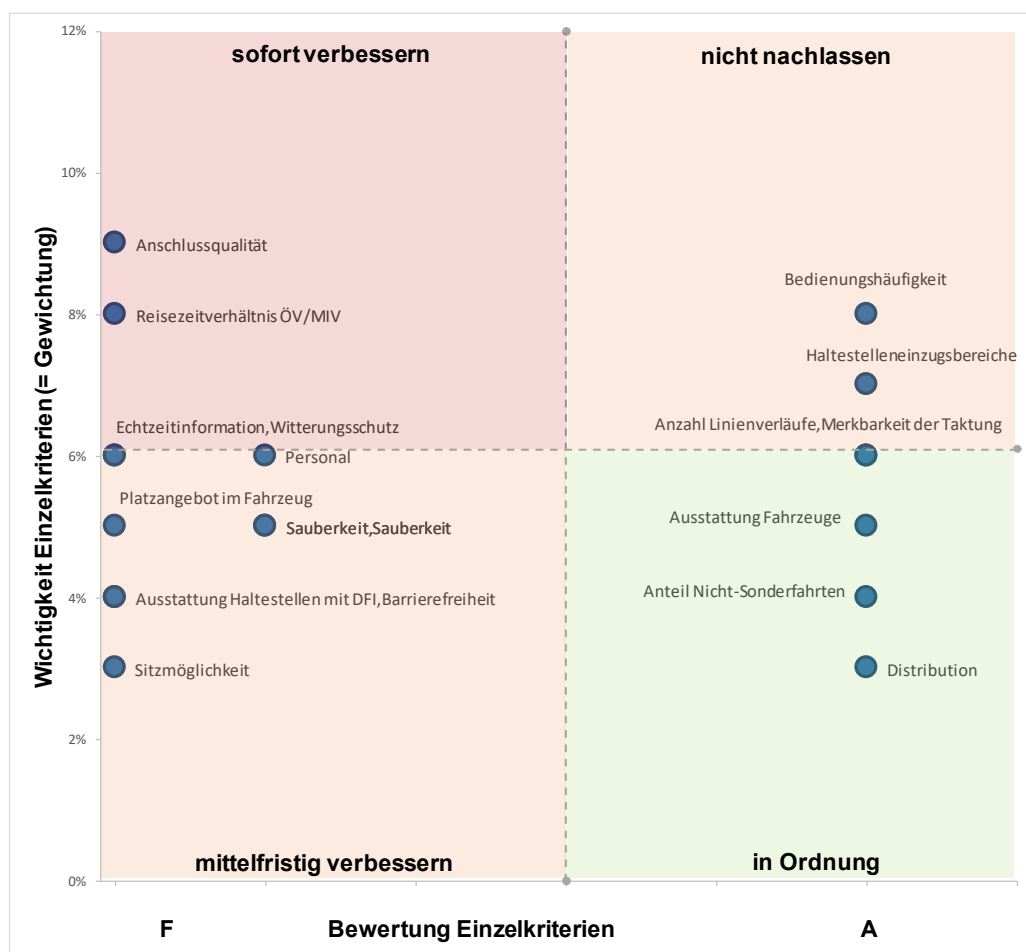 12%
sofort verbessern
nicht nachlassen
10%
Anschlussqualität
Bedienungshäufigkeit
8%
Reisezeitverhältnis ÖV/MIV
Haltestelleneinzugsbereiche
Echtzeitinformation,Witterungsschutz
Anzahl Linienverläufe,Merkbarkeit der Taktung
6%
Personal
Platzangebot im Fahrzeug
Sauberkeit,Sauberkeit
Ausstattung Fahrzeuge
4%
Ausstattung Haltestellen mit DFI,Barrierefreiheit
Anteil Nicht-Sonderfahrten
Sitzmöglichkeit
Distribution
2%
mittelfristig verbessern
in Ordnung
0%
Wichtigkeit Einzelkriterien (= Gewichtung)
F
Bewertung Einzelkriterien
A